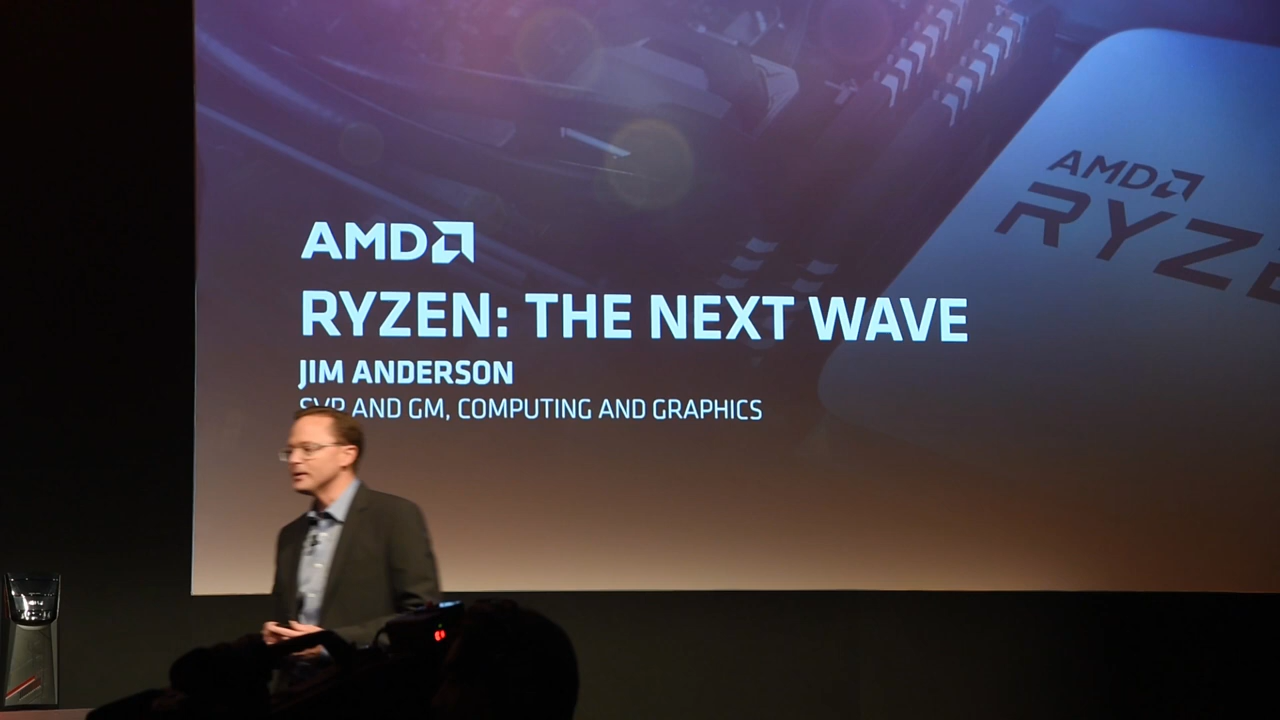 AMD
RYZEN: THE NEXT WAVE
JIM ANDERSON
SVP AND GM, COMPUTING AND GRAPHICS
AMD
RYZE